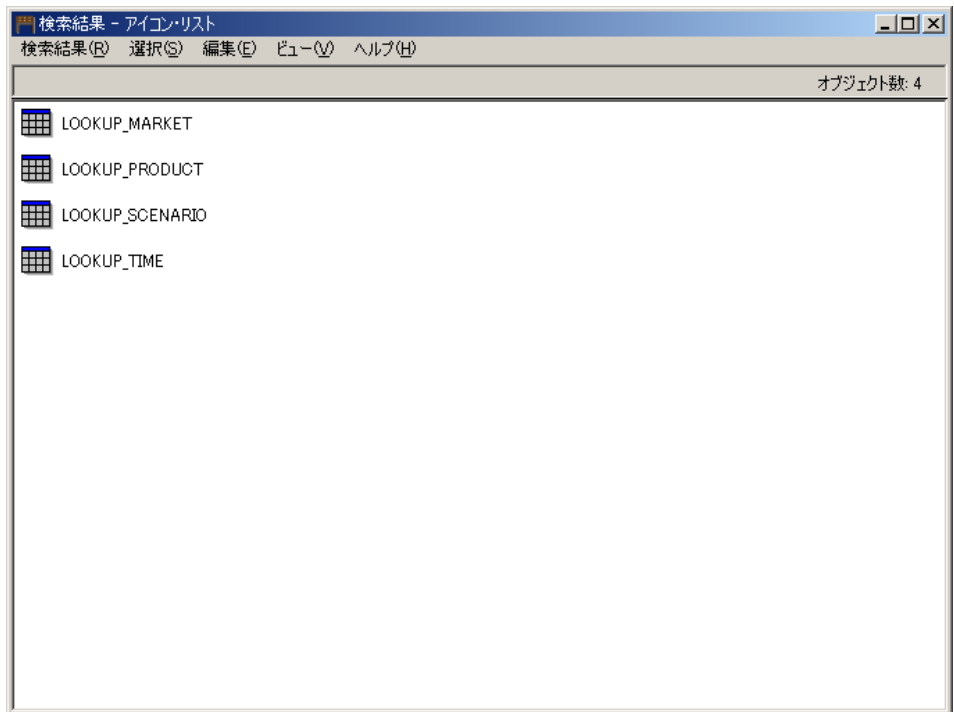 検索結果 - アイコン・リスト
検索結果(R) 選択(S) 編集(E) ビュー(V) ヘルプ(H)
オブジェクト数: 4
LOOKUP_MARKET
LOOKUP_PRODUCT
LOOKUP_SCENARIO
LOOKUP_TIME